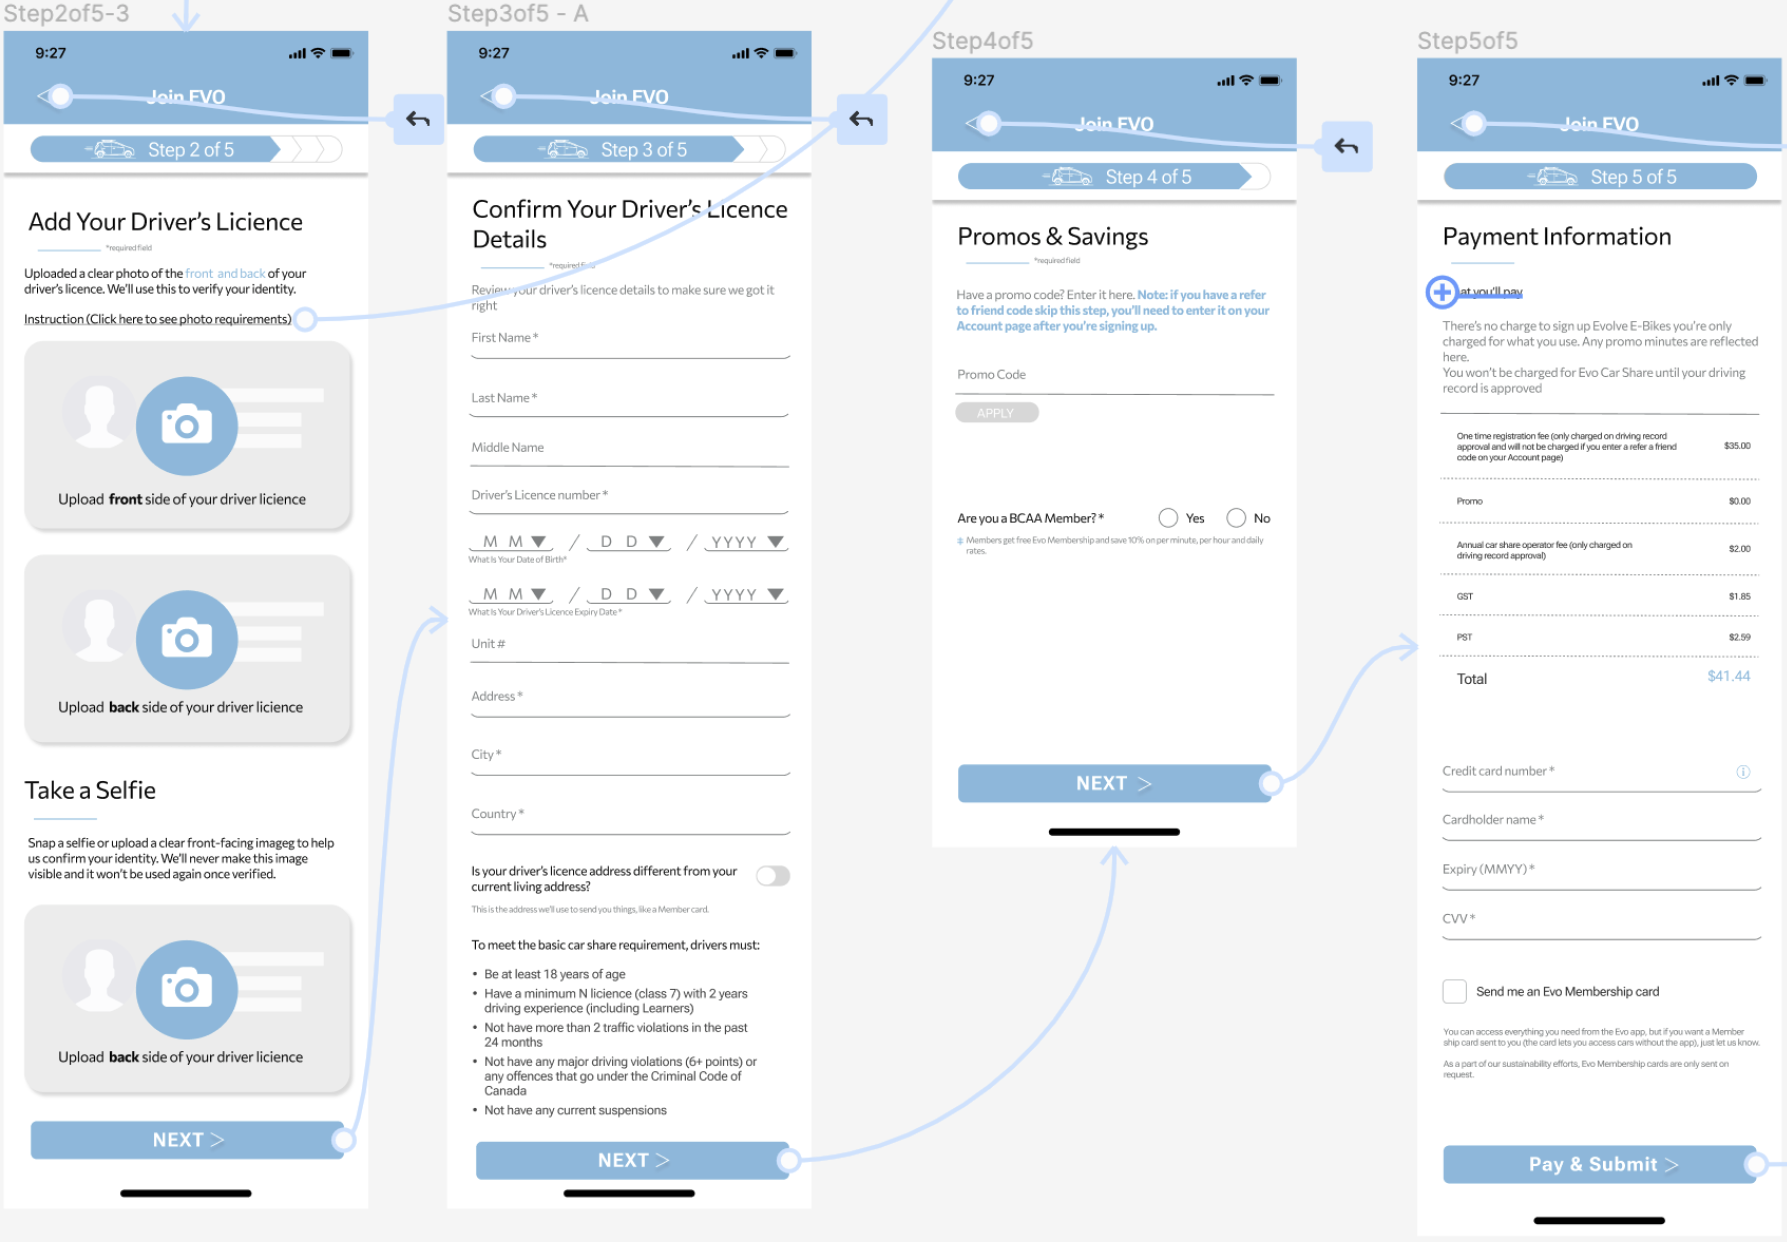 Step2of5-3
9:27
Join EVO
Step 2 of 5
Add Your Driver's Licience
*required field
Uploaded a clear photo of the front and back of your
driver's licence. We'll use this to verify your identity.
Instruction (Click here to see photo requirements)
Upload front side of your driver licience
Upload back side of your driver licience
Take a Selfie
Snap a selfie or upload a clear front-facing imageg to help
us confirm your identity. We'll never make this image
visible and it won't be used again once verified.
Upload back side of your driver licience
NEXT >
Step3of5 - A
9:27
Join EVO
Step 3 of 5
Confirm Your Driver's Licence
Details
*required field
Review your driver's licence details to make sure we got it
right
First Name *
Last Name *
Middle Name
Driver's Licence number *
M M / D D / YYYY
What Is Your Date of Birth*
M M / D D / YYYY
What Is Your Driver's Licence Expiry Date *
Unit #
Address *
City *
Country *
Is your driver's licence address different from your
current living address?
This is the address we'll use to send you things, like a Member card.
To meet the basic car share requirement, drivers must:
• Be at least 18 years of age
• Have a minimum N licience (class 7) with 2 years
driving experience (including Learners)
• Not have more than 2 traffic violations in the past
24 months
• Not have any major driving violations (6+ points) or
any offences that go under the Criminal Code of
Canada
• Not have any current suspensions
NEXT >
Step4of5
9:27
Join EVO
Step 4 of 5
Promos & Savings
*required field
Have a promo code? Enter it here. Note: if you have a refer
to friend code skip this step, you'll need to enter it on your
Account page after you're signing up.
Promo Code
APPLY
Are you a BCAA Member? * Yes No
Members get free Evo Membership and save 10% on per minute, per hour and daily
rates.
NEXT >
Step5of5
9:27
Join EVO
Step 5 of 5
Payment Information
at you'll pay
There's no charge to sign up Evolve E-Bikes you're only
charged for what you use. Any promo minutes are reflected
here.
You won't be charged for Evo Car Share until your driving
record is approved
One time registration fee (only charged on driving record
approval and will not be charged if you enter a refer a friend
code on your Account page)
$35.00
Promo $0.00
Annual car share operator fee (only charged on
driving record approval)
$2.00
GST $1.85
PST $2.59
Total $41.44
Credit card number *
Cardholder name *
Expiry (MMYY) *
CVV *
Send me an Evo Membership card
You can access everything you need from the Evo app, but if you want a Member
ship card sent to you (the card lets you access cars without the app), just let us know.
As a part of our sustainability efforts, Evo Membership cards are only sent on
request.
Pay & Submit >